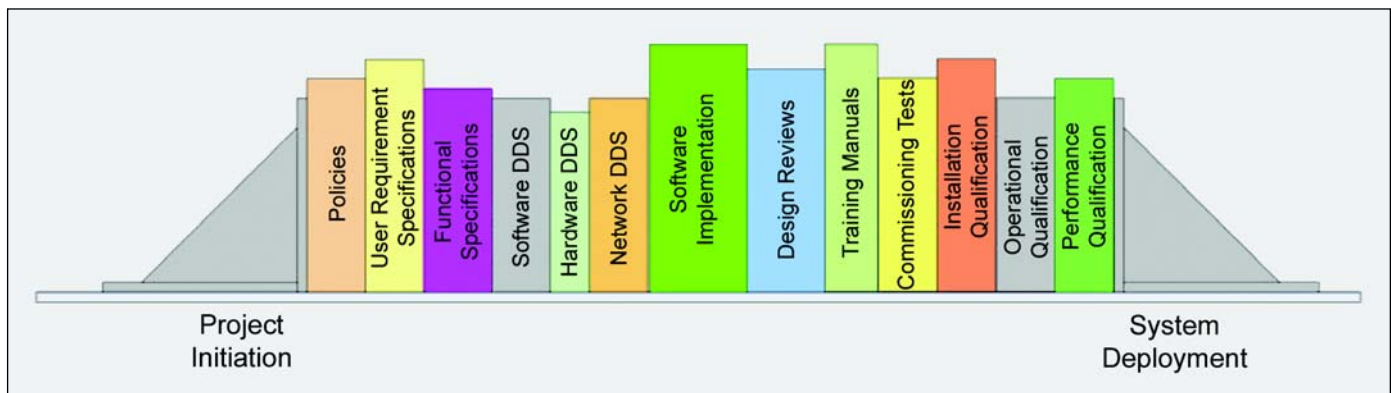 Policies
User Requirement
Specifications
Functional
Specifications
Software DDS
Hardware DDS
Network DDS
Software
Implementation
Design Reviews
Training Manuals
Commissioning Tests
Installation
Qualification
Operational
Qualification
Performance
Qualification
Project
Initiation
System
Deployment